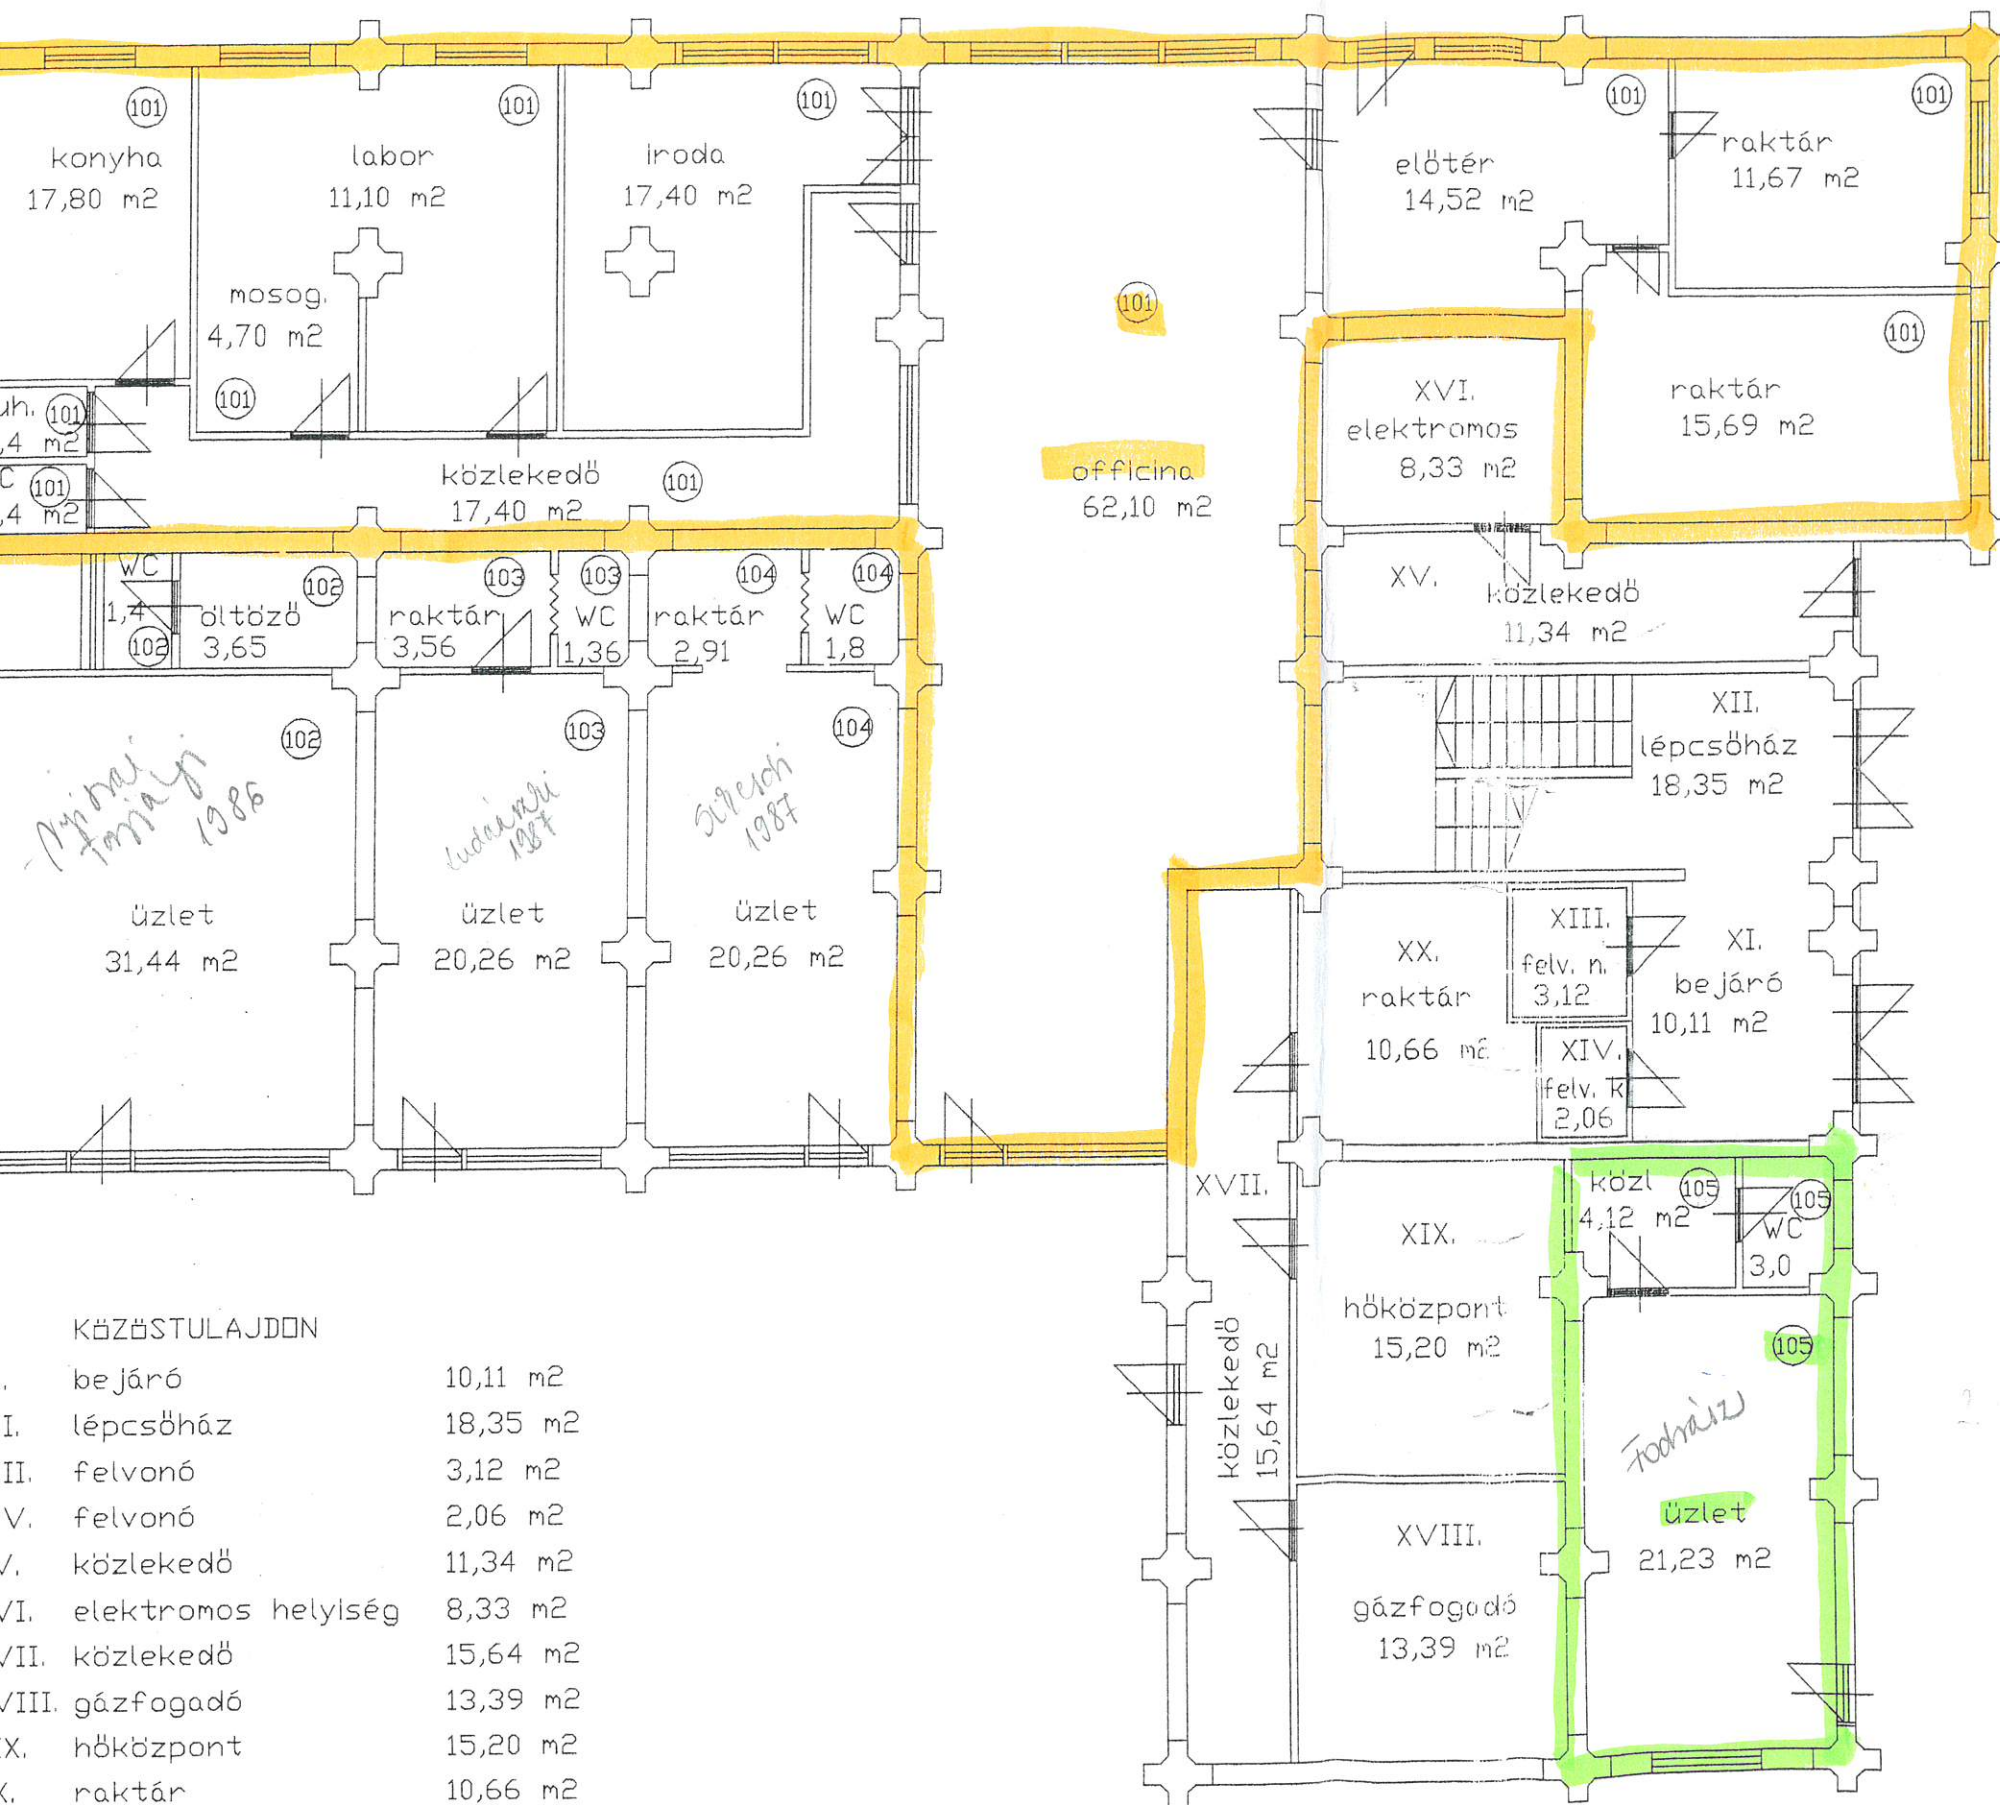 101
konyha
17,80 m2
101
labor
11,10 m2
101
iroda
17,40 m2
mosog.
4,70 m2
101
uh.
101
,4 m2
C
101
,4 m2
közlekedő
101
17,40 m2
101
officina
62,10 m2
101
előtér
14,52 m2
101
raktár
11,67 m2
101
raktár
15,69 m2
XVI.
elektromos
8,33 m2
XV.
közlekedő
11,34 m2
WC
1,4
102
102
öltöző
3,65
103
raktár
3,56
103
WC
1,36
104
raktár
2,91
104
WC
1,8
102
1986
üzlet
31,44 m2
103
1987
üzlet
20,26 m2
104
1987
üzlet
20,26 m2
XII.
lépcsőház
18,35 m2
XX.
raktár
10,66 m2
XIII.
felv. n.
3,12
XIV.
felv. k
2,06
XI.
bejáró
10,11 m2
XVII.
közlekedő
15,64 m2
XIX.
hőközpont
15,20 m2
XVIII.
gázfogadó
13,39 m2
közl
105
4,12 m2
105
WC
3,0
105
Fodrász
üzlet
21,23 m2
KÖZÖSTULAJDON
. bejáró 10,11 m2
I. lépcsőház 18,35 m2
II. felvonó 3,12 m2
V. felvonó 2,06 m2
V. közlekedő 11,34 m2
VI. elektromos helyiség 8,33 m2
VII. közlekedő 15,64 m2
VIII. gázfogadó 13,39 m2
IX. hőközpont 15,20 m2
X. raktár 10,66 m2